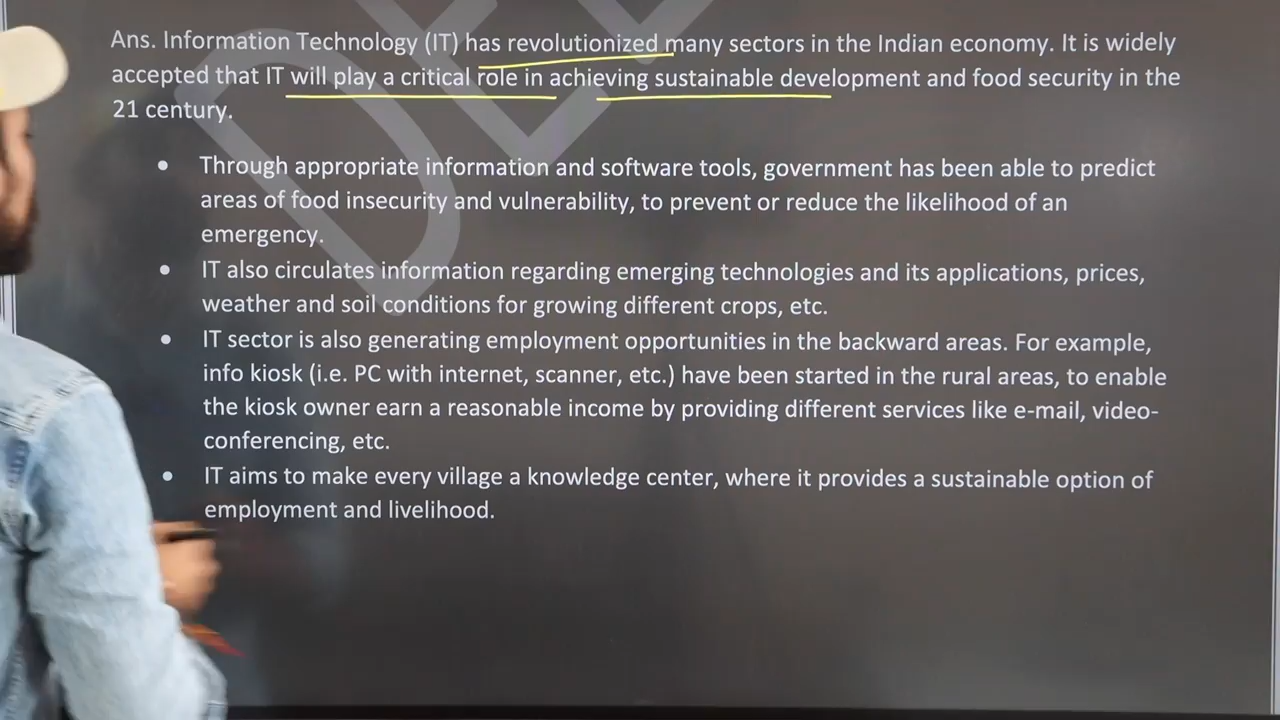 Ans. Information Technology (IT) has revolutionized many sectors in the Indian economy. It is widely
accepted that IT will play a critical role in achieving sustainable development and food security in the
21 century.
• Through appropriate information and software tools, government has been able to predict
areas of food insecurity and vulnerability, to prevent or reduce the likelihood of an
emergency.
• IT also circulates information regarding emerging technologies and its applications, prices,
weather and soil conditions for growing different crops, etc.
• IT sector is also generating employment opportunities in the backward areas. For example,
info kiosk (i.e. PC with internet, scanner, etc.) have been started in the rural areas, to enable
the kiosk owner earn a reasonable income by providing different services like e-mail, video-
conferencing, etc.
• IT aims to make every village a knowledge center, where it provides a sustainable option of
employment and livelihood.